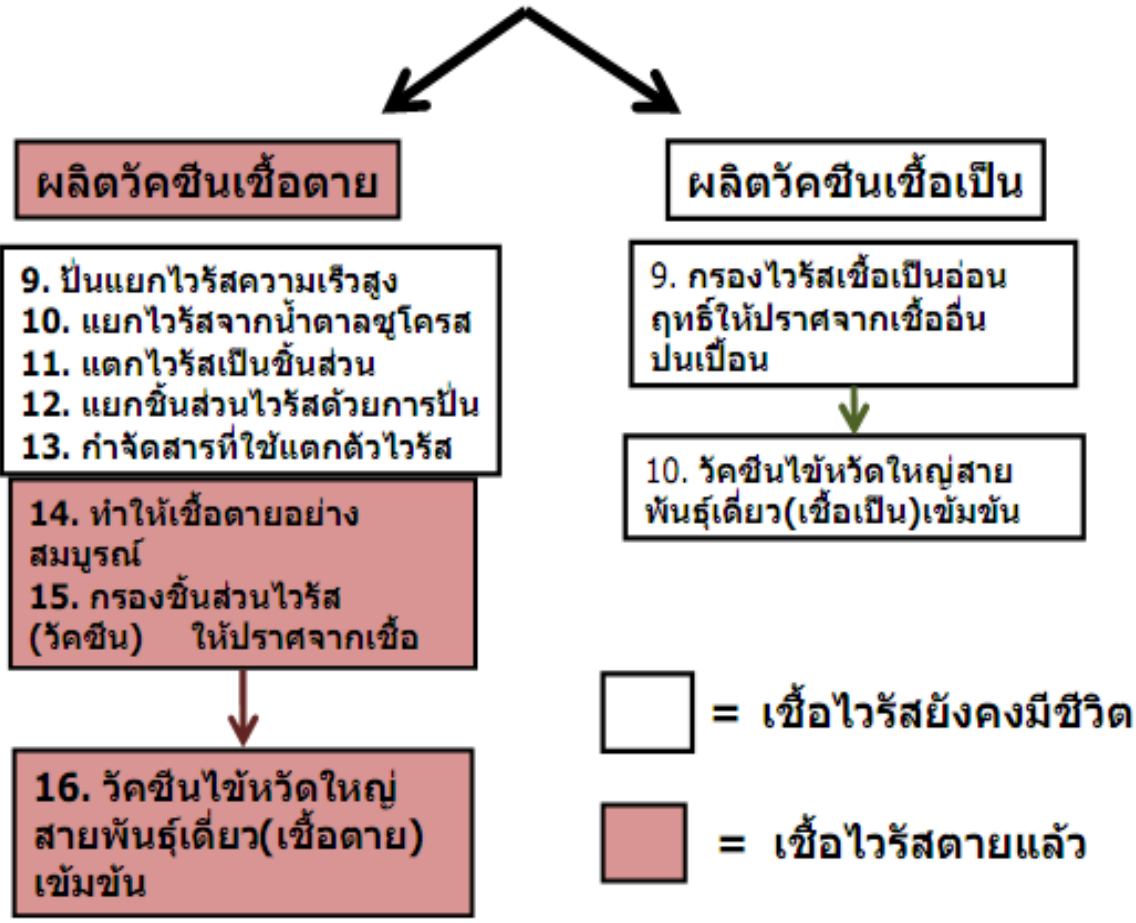 ผลิตวัคซีนเชื้อตาย
9. ปั่นแยกไวรัสความเร็วสูง
10. แยกไวรัสจากน้ำตาลซูโครส
11. แตกไวรัสเป็นชิ้นส่วน
12. แยกชิ้นส่วนไวรัสด้วยการปั่น
13. กำจัดสารที่ใช้แตกตัวไวรัส
14. ทำให้เชื้อตายอย่าง
สมบูรณ์
15. กรองชิ้นส่วนไวรัส
(วัคซีน) ให้ปราศจากเชื้อ
16. วัคซีนไข้หวัดใหญ่
สายพันธุ์เดี่ยว(เชื้อตาย)
เข้มข้น
ผลิตวัคซีนเชื้อเป็น
9. กรองไวรัสเชื้อเป็นอ่อน
ฤทธิ์ให้ปราศจากเชื้ออื่น
ปนเปื้อน
10. วัคซีนไข้หวัดใหญ่สาย
พันธุ์เดี่ยว(เชื้อเป็น)เข้มข้น
= เชื้อไวรัสยังคงมีชีวิต
= เชื้อไวรัสตายแล้ว